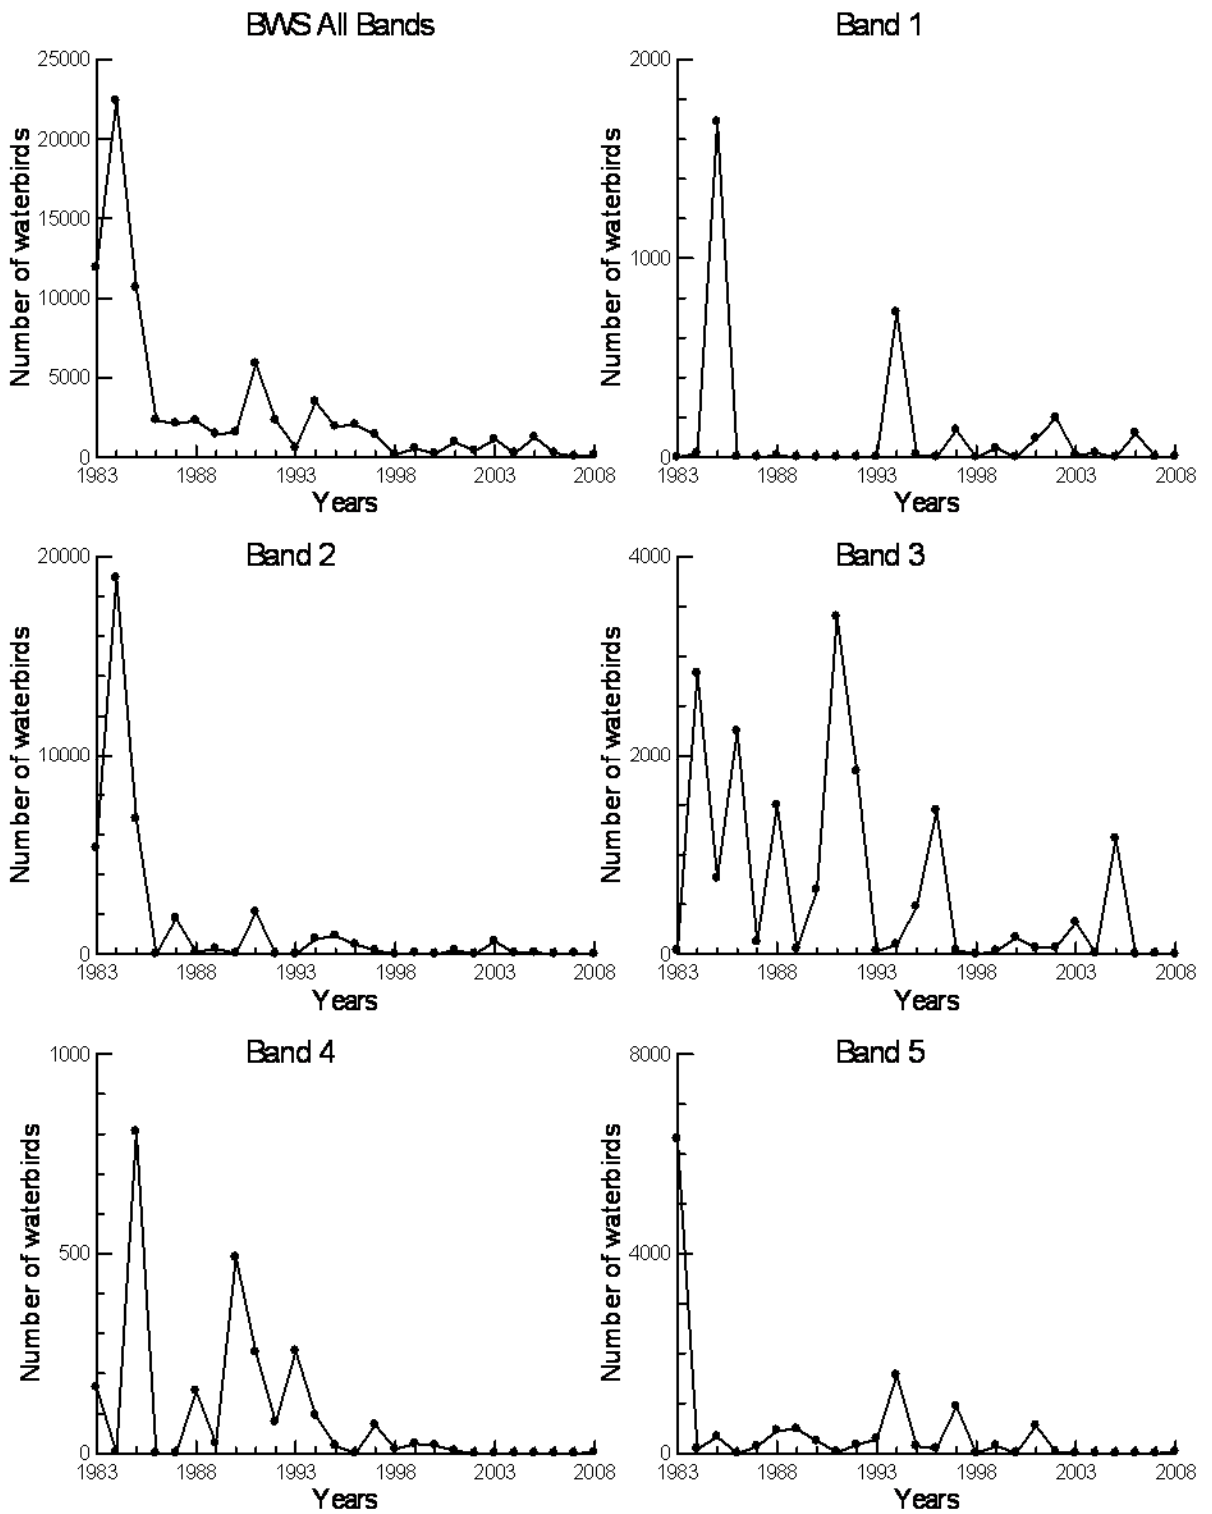 BWS All Bands
25000
20000
15000
10000
5000
0
Number of waterbirds
1983 1988 1993 1998 2003 2008
Years
Band 1
2000
1000
0
Number of waterbirds
1983 1988 1993 1998 2003 2008
Years
Band 2
20000
10000
0
Number of waterbirds
1983 1988 1993 1998 2003 2008
Years
Band 3
4000
2000
0
Number of waterbirds
1983 1988 1993 1998 2003 2008
Years
Band 4
1000
500
0
Number of waterbirds
1983 1988 1993 1998 2003 2008
Years
Band 5
8000
4000
0
Number of waterbirds
1983 1988 1993 1998 2003 2008
Years